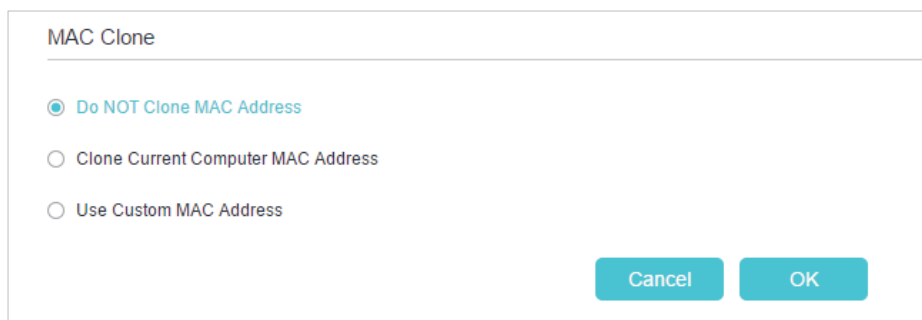 MAC Clone
Do NOT Clone MAC Address
Clone Current Computer MAC Address
Use Custom MAC Address
Cancel OK